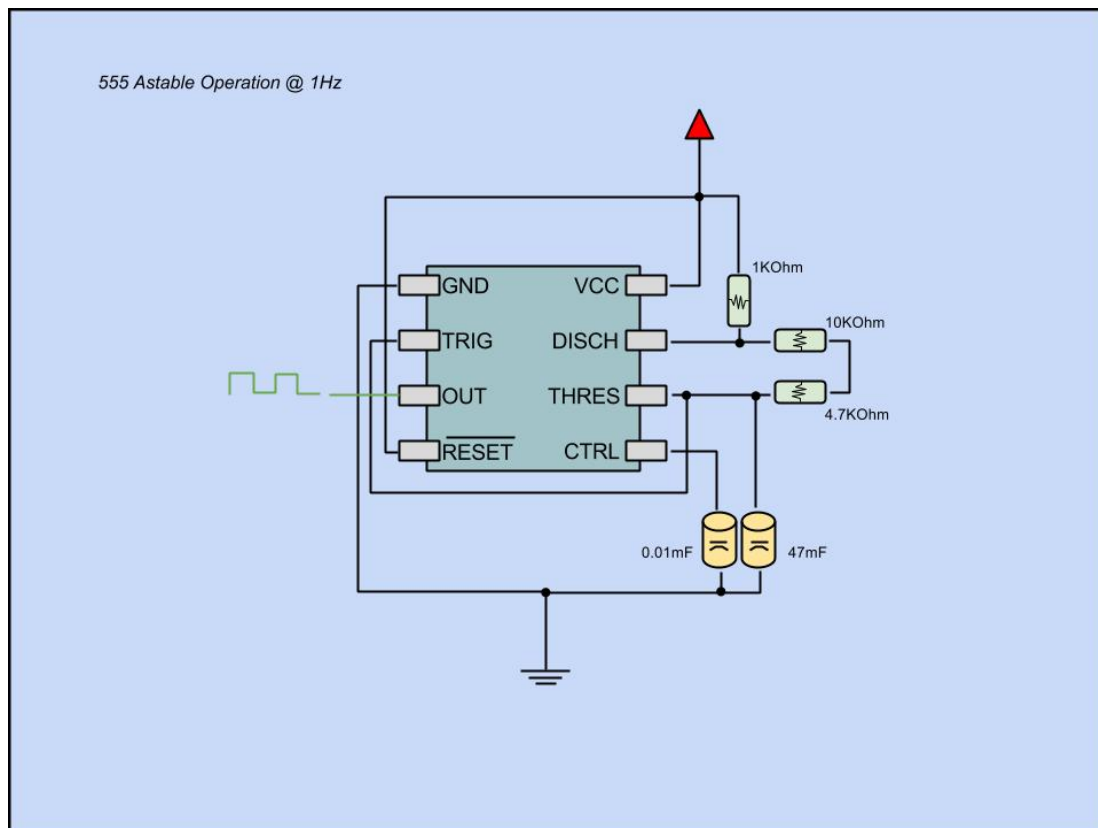 555 Astable Operation @ 1Hz
1KOhm
GND
VCC
10KOhm
TRIG
DISCH
OUT
THRES
4.7KOhm
RESET
CTRL
0.01mF
47mF